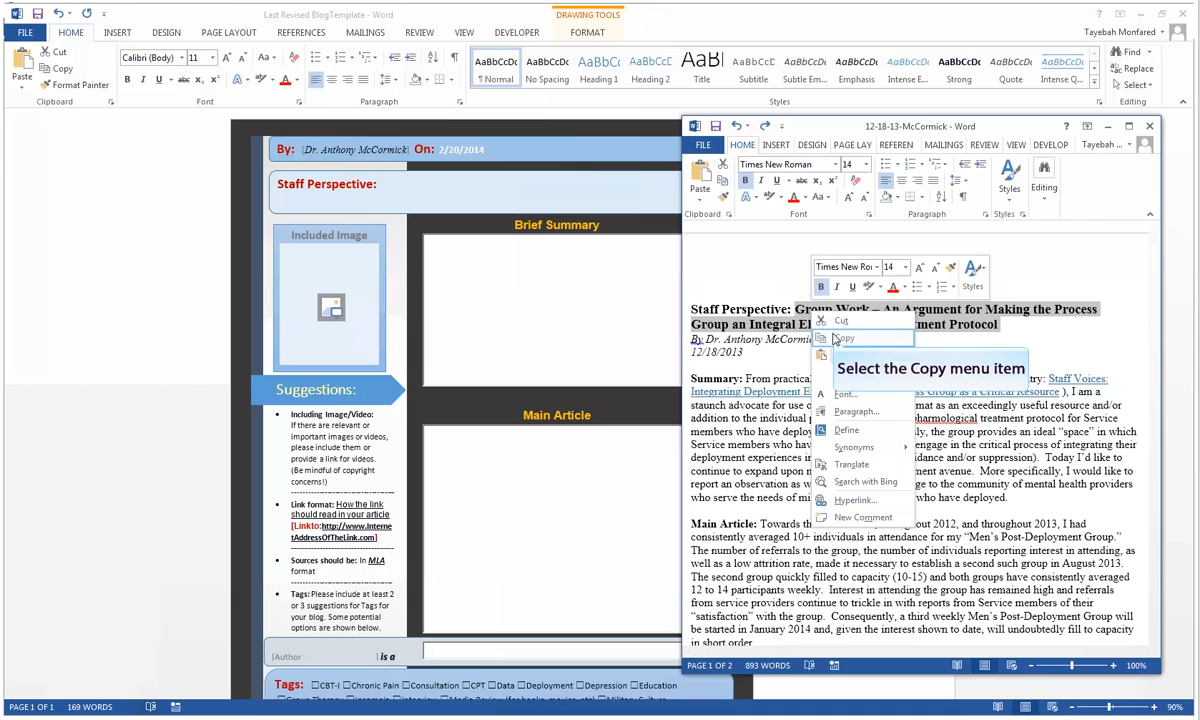 Last Revised BlogTemplate - Word
DRAWING TOOLS
FILE HOME INSERT DESIGN PAGE LAYOUT REFERENCES MAILINGS REVIEW VIEW DEVELOPER FORMAT
Tayebah Monfared
Cut
Copy
Format Painter
Paste
Calibri (Body) 11
AaBbCcDc AaBbCcDc AaBbCc AaBbCcC AaBl AaBbCcC AaBbCcDc AaBbCcDc AaBbCcDc AaBbCcDc AaBbCcDc AaBbCcDc
¶ Normal No Spacing Heading 1 Heading 2 Title Subtitle Subtle Em... Emphasis Intense E... Strong Quote Intense Q...
Find
Replace
Select
Clipboard Font Paragraph Styles Editing
By: [Dr. Anthony McCormick] On: 2/20/2014
Staff Perspective:
Included Image
Brief Summary
Suggestions:
Main Article
Including Image/Video:
If there are relevant or
important images or videos,
please include them or
provide a link for videos.
(Be mindful of copyright
concerns!)
Link format: How the link
should read in your article
[Linkto:http://www.Interne
tAddressOfTheLink.com]
Sources should be: In MLA
format
Tags: Please include at least 2
or 3 suggestions for Tags for
your blog. Some potential
options are shown below.
[Author ] is a
Tags: CBT-I Chronic Pain Consultation CPT Data Deployment Depression Education
12-18-13-McCormick - Word
FILE HOME INSERT DESIGN PAGE LAY REFEREN MAILINGS REVIEW VIEW DEVELOP Tayebah ...
Times New Roman 14
Paste
Styles
Editing
Clipboard Font Paragraph Styles
Times New Ro 14
Styles
Staff Perspective: Group Work – An Argument for Making the Process
Group an Integral El tment Protocol
By Dr. Anthony McCormi
12/18/2013
Cut
Copy
Select the Copy menu item
Font...
Paragraph...
Define
Synonyms
Translate
Search with Bing
Hyperlink...
New Comment
Summary: From practical try: Staff Voices:
Integrating Deployment E ess Group as a Critical Resource ), I am a
staunch advocate for use o mat as an exceedingly useful resource and/or
addition to the individual p pharmological treatment protocol for Service
members who have deploy ly, the group provides an ideal “space” in which
Service members who hav engage in the critical process of integrating their
deployment experiences in idance and/or suppression). Today I’d like to
continue to expand upon m ment avenue. More specifically, I would like to
report an observation as w ge to the community of mental health providers
who serve the needs of mi who have deployed.
Main Article: Towards th ughout 2012, and throughout 2013, I had
consistently averaged 10+ individuals in attendance for my “Men’s Post-Deployment Group.”
The number of referrals to the group, the number of individuals reporting interest in attending, as
well as a low attrition rate, made it necessary to establish a second such group in August 2013.
The second group quickly filled to capacity (10-15) and both groups have consistently averaged
12 to 14 participants weekly. Interest in attending the group has remained high and referrals
from service providers continue to trickle in with reports from Service members of their
“satisfaction” with the group. Consequently, a third weekly Men’s Post-Deployment Group will
be started in January 2014 and, given the interest shown to date, will undoubtedly fill to capacity
in short order
PAGE 1 OF 2 893 WORDS 100%
PAGE 1 OF 1 169 WORDS 90%